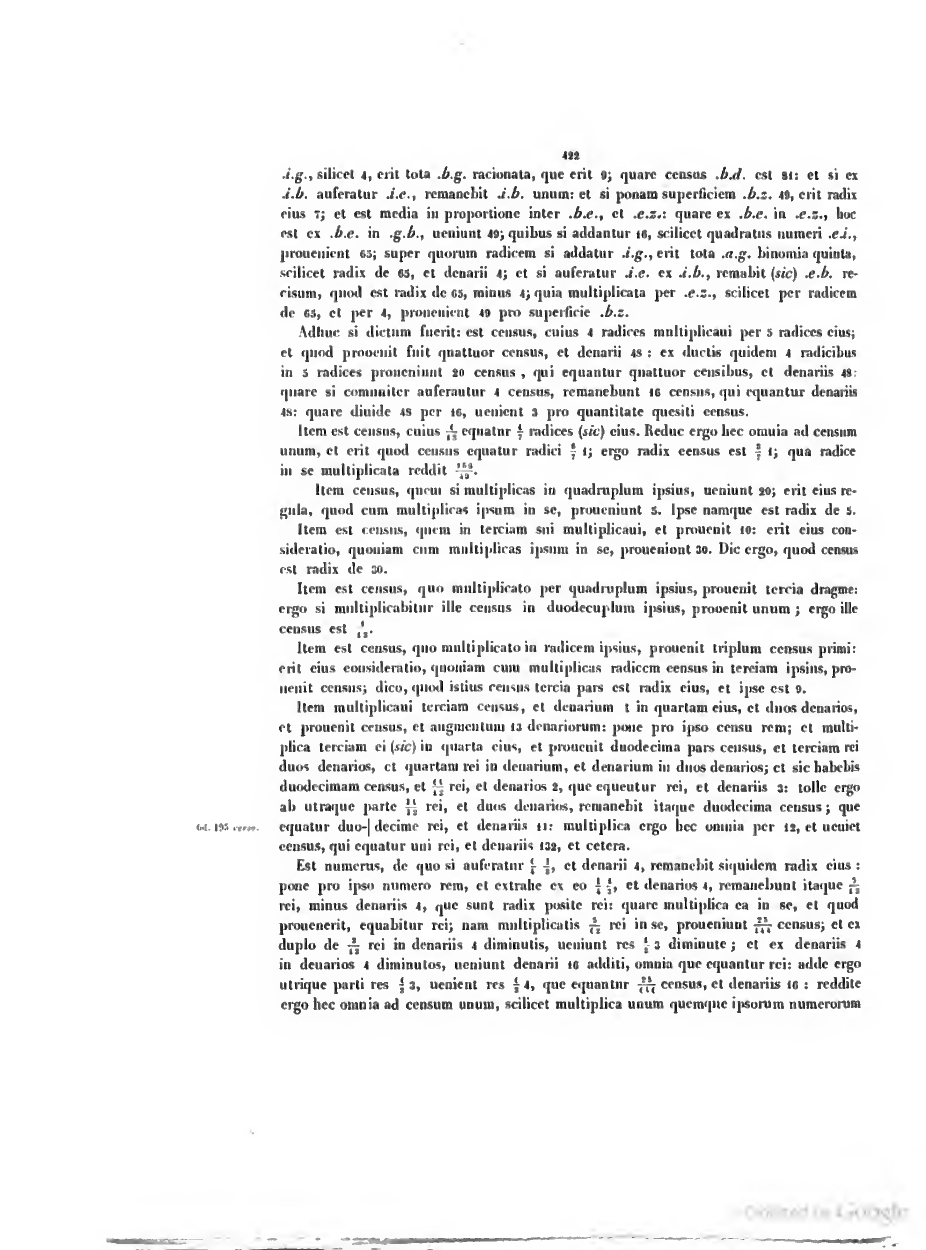 422
.i.g., silicet 4, erit tota .b.g. racionata, que erit 9; quare census .b.d. est 81: et si ex
.i.b. auferatur .i.e., remanebit .i.b. unum: et si ponam superficiem .b.z. 49, erit radix
eius 7; et est media in proportione inter .b.e., et .e.z.: quare ex .b.e. in .e.z., hoc
est ex .b.e. in .g.b., ueniunt 49; quibus si addantur 16, scilicet quadratus numeri .e.i.,
prouenient 65; super quorum radicem si addatur .i.g., erit tota .a.g. binomia quinta,
scilicet radix de 65, et denarii 4; et si auferatur .i.e. ex .i.b., remabit (sic) .e.b. re-
cisum, quod est radix de 65, minus 4; quia multiplicata per .e.z., scilicet per radicem
de 65, et per 4, prouenient 49 pro superficie .b.z.
Adhuc si dictum fuerit: est census, cuius 4 radices multiplicaui per 5 radices eius;
et quod prouenit fuit quattuor census, et denarii 48 : ex ductis quidem 4 radicibus
in 5 radices proueniunt 20 census , qui equantur quattuor censibus, et denariis 48:
quare si comuniter auferautur 4 census, remanebunt 16 census, qui equantur denariis
48: quare diuide 48 per 16, uenient 3 pro quantitate quesiti census.
Item est census, cuius 1/12 equatur 1/7 radices (sic) eius. Reduc ergo hec omnia ad censum
unum, et erit quod census equatur radici 5/7 1; ergo radix census est 5/7 1; qua radice
in se multiplicata reddit
Item census, quem si multiplicas in quadruplum ipsius, ueniunt 20; erit eius re-
gula, quod cum multiplicas ipsum in se, proueniunt 5. Ipse namque est radix de 5.
Item est census, quem in terciam sui multiplicaui, et prouenit 10: erit eius con-
sideratio, quoniam cum multiplicas ipsum in se, proueniont 30. Dic ergo, quod census
est radix de 30.
Item est census, quo multiplicato per quadruplum ipsius, prouenit tercia dragme:
ergo si multiplicabitur ille census in duodecuplum ipsius, prouenit unum ; ergo ille
census est
Item est census, quo multiplicato in radicem ipsius, prouenit triplum census primi:
erit eius consideratio, quoniam cum multiplicas radicem census in terciam ipsius, pro-
uenit census; dico, quod istius census tercia pars est radix eius, et ipse est 9.
Item multiplicaui terciam census, et denarium 1 in quartam eius, et duos denarios,
et prouenit census, et augmentum 13 denariorum: pone pro ipso censu rem; et multi-
plica terciam ei (sic) in quarta eius, et prouenit duodecima pars census, et terciam rei
duos denarios, et quartam rei in denarium, et denarium in duos denarios; et sic habebis
duodecimam census, et 11/12 rei, et denarios 2, que equeutur rei, et denariis 3: tolle ergo
ab utraque parte 11/12 rei, et duos denarios, remanebit itaque duodecima census ; que
fol. 195 verso.
equatur duo-| decime rei, et denariis 11: multiplica ergo hec omnia per 12, et ueniet
census, qui equatur uni rei, et denariis 132, et cetera.
Est numerus, de quo si auferatur 1/4 1/3, et denarii 4, remanebit siquidem radix eius :
pone pro ipso numero rem, et extrahe ex eo 1/4 1/3, et denarios 4, remanebunt itaque 5/12
rei, minus denariis 4, que sunt radix posite rei: quare multiplica ea in se, et quod
prouenerit, equabitur rei; nam multiplicatis 5/12 rei in se, proueniunt 25/144 census; et ex
duplo de 5/12 rei in denariis 4 diminutis, ueniunt res 1/3 3 diminute ; et ex denariis 4
in deuarios 4 diminutos, ueniunt denarii 16 additi, omnia que equantur rei: adde ergo
utrique parti res 1/3 3, uenient res 1/3 4, que equantur 25/144 census, et denariis 16 : reddite
ergo hec omnia ad censum unum, scilicet multiplica unum quemque ipsorum numerorum
Digitized by Google